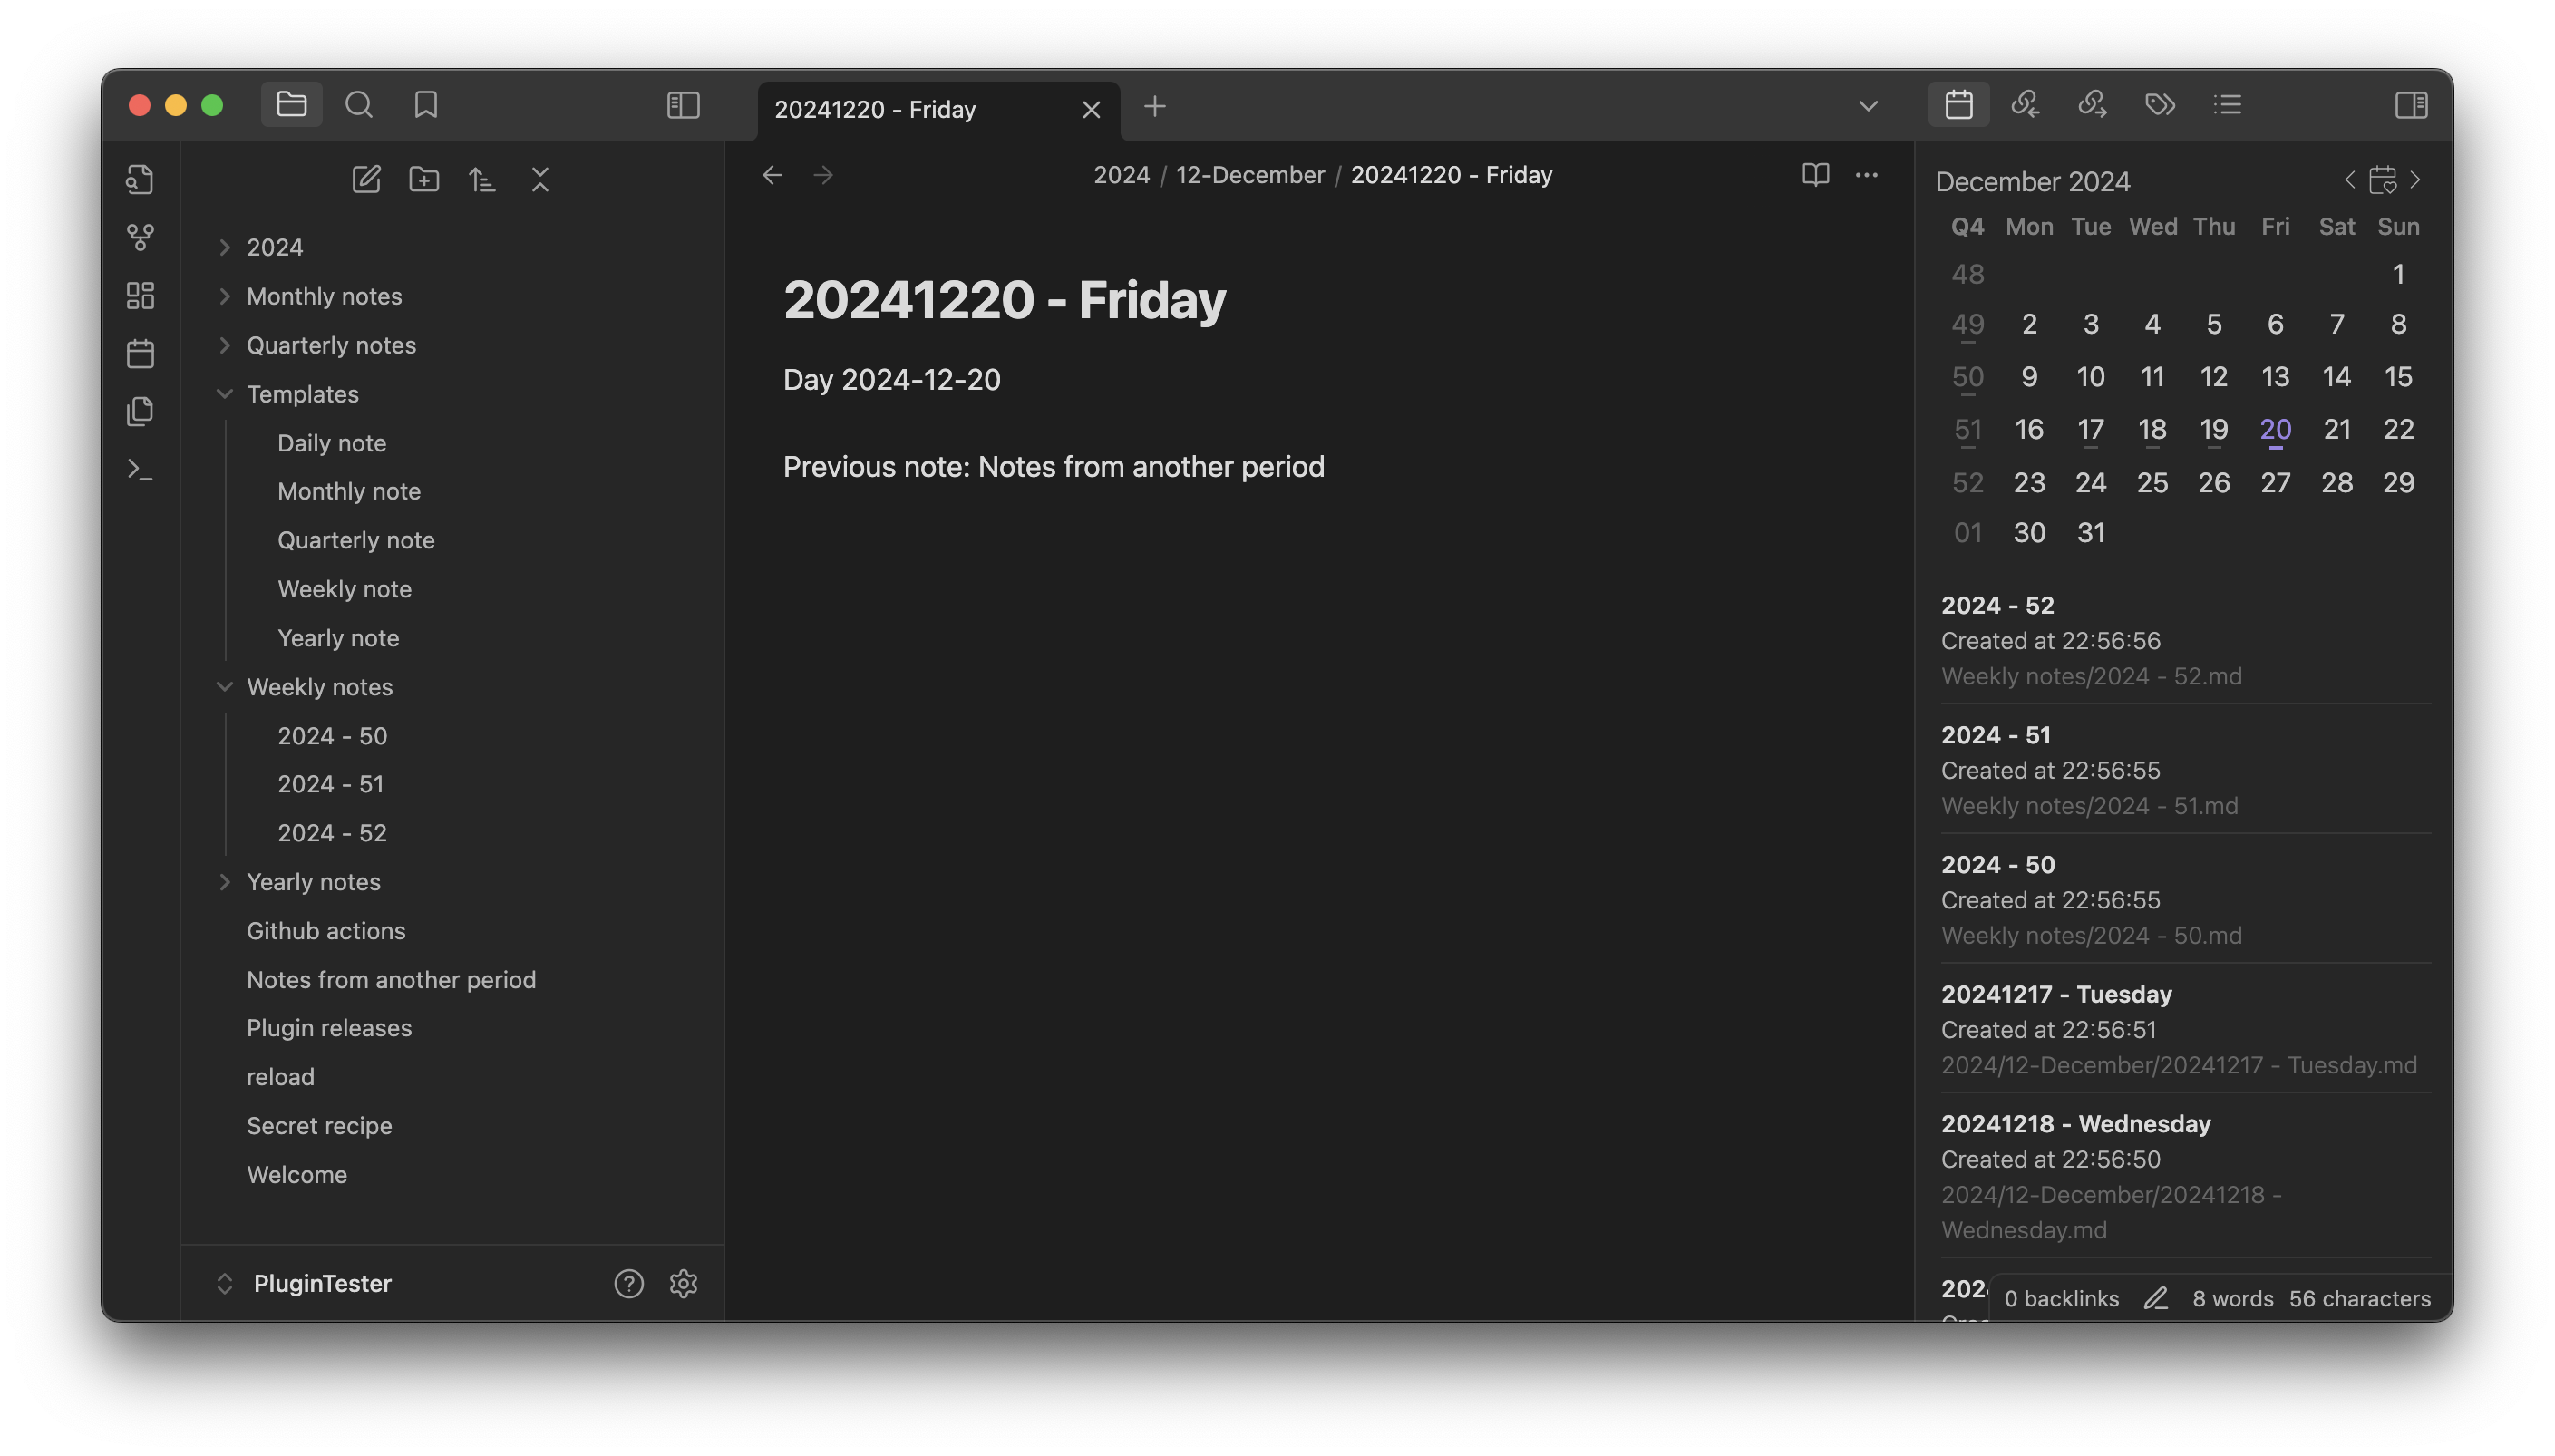 20241220 - Friday
2024
Monthly notes
Quarterly notes
Templates
Daily note
Monthly note
Quarterly note
Weekly note
Yearly note
Weekly notes
2024 - 50
2024 - 51
2024 - 52
Yearly notes
Github actions
Notes from another period
Plugin releases
reload
Secret recipe
Welcome
PluginTester
2024 / 12-December / 20241220 - Friday
20241220 - Friday
Day 2024-12-20
Previous note: Notes from another period
December 2024
Q4 Mon Tue Wed Thu Fri Sat Sun
48 1
49 2 3 4 5 6 7 8
50 9 10 11 12 13 14 15
51 16 17 18 19 20 21 22
52 23 24 25 26 27 28 29
01 30 31
2024 - 52
Created at 22:56:56
Weekly notes/2024 - 52.md
2024 - 51
Created at 22:56:55
Weekly notes/2024 - 51.md
2024 - 50
Created at 22:56:55
Weekly notes/2024 - 50.md
20241217 - Tuesday
Created at 22:56:51
2024/12-December/20241217 - Tuesday.md
20241218 - Wednesday
Created at 22:56:50
2024/12-December/20241218 -
Wednesday.md
202
0 backlinks 8 words 56 characters